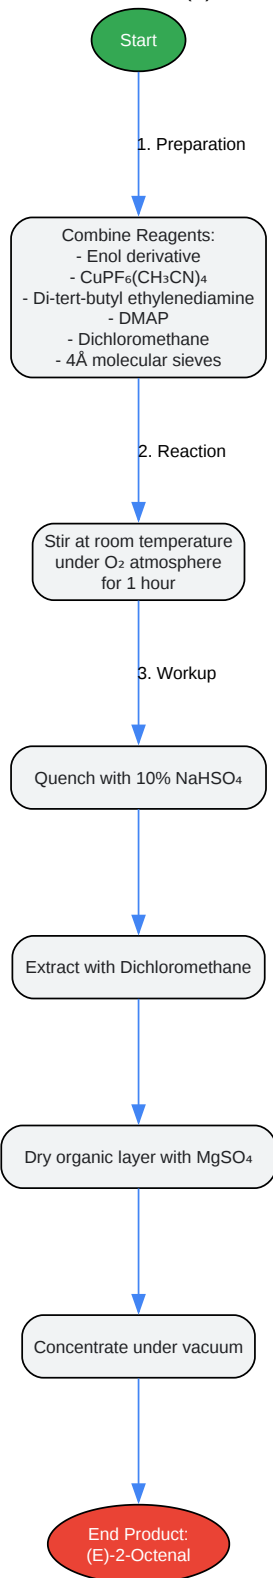 Start
1. Preparation
Combine Reagents:
- Enol derivative
- CuPF₆(CH₃CN)₄
- Di-tert-butyl ethylenediamine
- DMAP
- Dichloromethane
- 4Å molecular sieves
2. Reaction
Stir at room temperature
under O₂ atmosphere
for 1 hour
3. Workup
Quench with 10% NaHSO₄
Extract with Dichloromethane
Dry organic layer with MgSO₄
Concentrate under vacuum
End Product:
(E)-2-Octenal